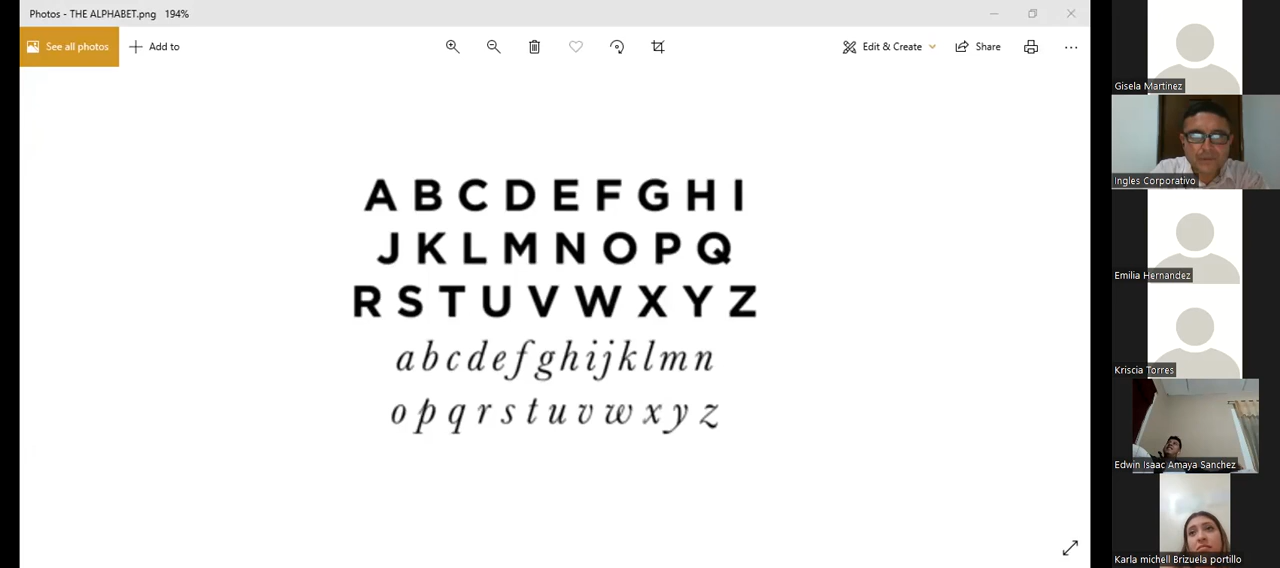 Photos - THE ALPHABET.png 194%
See all photos
Add to
Edit & Create
Share
A B C D E F G H I
J K L M N O P Q
R S T U V W X Y Z
a b c d e f g h i j k l m n
o p q r s t u v w x y z
Gisela Martinez
Ingles Corporativo
Emilia Hernandez
Kriscia Torres
Edwin Isaac Amaya Sanchez
Karla michell Brizuela portillo